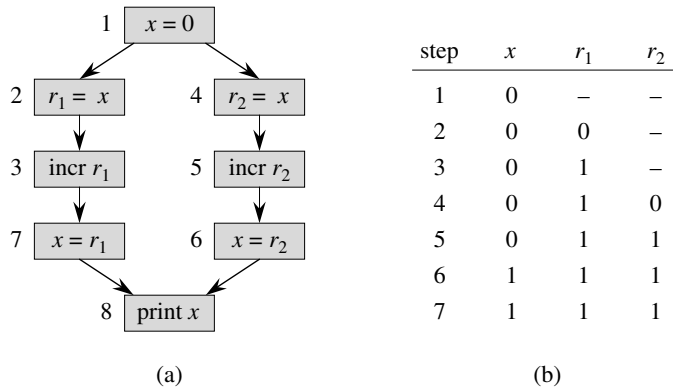 1 x = 0
2 r1 = x 4 r2 = x
3 incr r1 5 incr r2
7 x = r1 6 x = r2
8 print x
(a)
step x r1 r2
1 0 – –
2 0 0 –
3 0 1 –
4 0 1 0
5 0 1 1
6 1 1 1
7 1 1 1
(b)